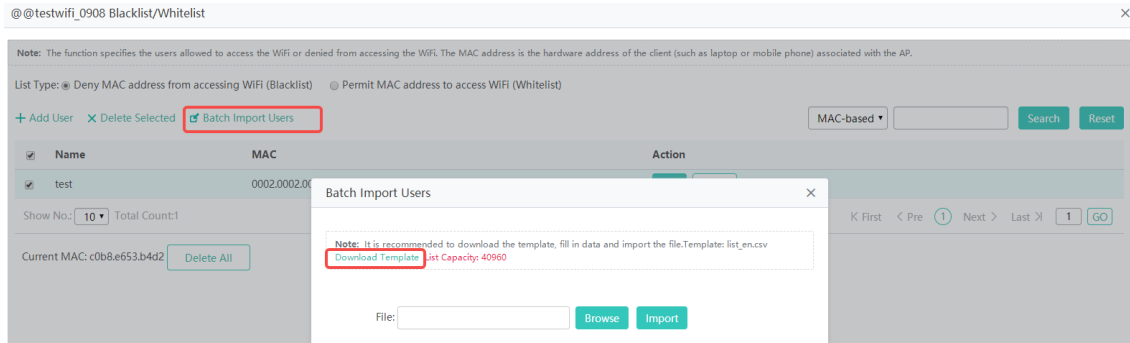 @@testwifi_0908 Blacklist/Whitelist
Note: The function specifies the users allowed to access the WiFi or denied from accessing the WiFi. The MAC address is the hardware address of the client (such as laptop or mobile phone) associated with the AP.
List Type: Deny MAC address from accessing WiFi (Blacklist) Permit MAC address to access WiFi (Whitelist)
Add User Delete Selected Batch Import Users MAC-based Search Reset
Name MAC Action
test 0002.0002.00
Batch Import Users
Show No.: 10 Total Count:1 First Pre 1 Next Last 1 GO
Note: It is recommended to download the template, fill in data and import the file.Template: list_en.csv
Download Template List Capacity: 40960
Current MAC: c0b8.e653.b4d2 Delete All
File: Browse Import